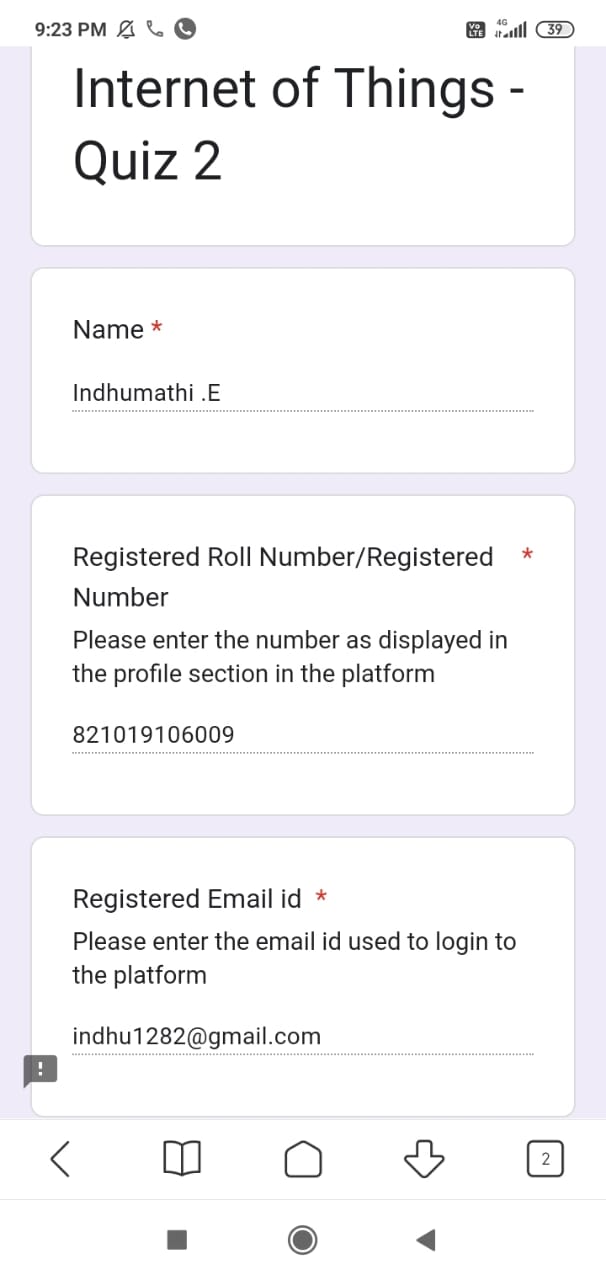 9:23 PM
Vo LTE 4G 39
Internet of Things -
Quiz 2
Name *
Indhumathi .E
Registered Roll Number/Registered *
Number
Please enter the number as displayed in
the profile section in the platform
821019106009
Registered Email id *
Please enter the email id used to login to
the platform
indhu1282@gmail.com
!
2